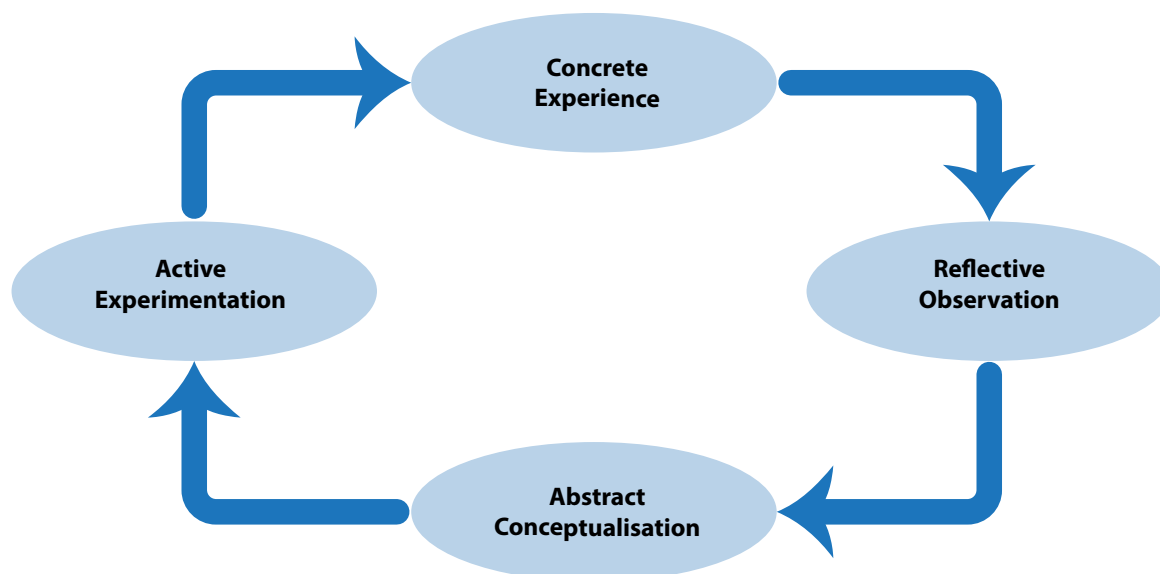 Concrete
Experience
Reflective
Observation
Abstract
Conceptualisation
Active
Experimentation